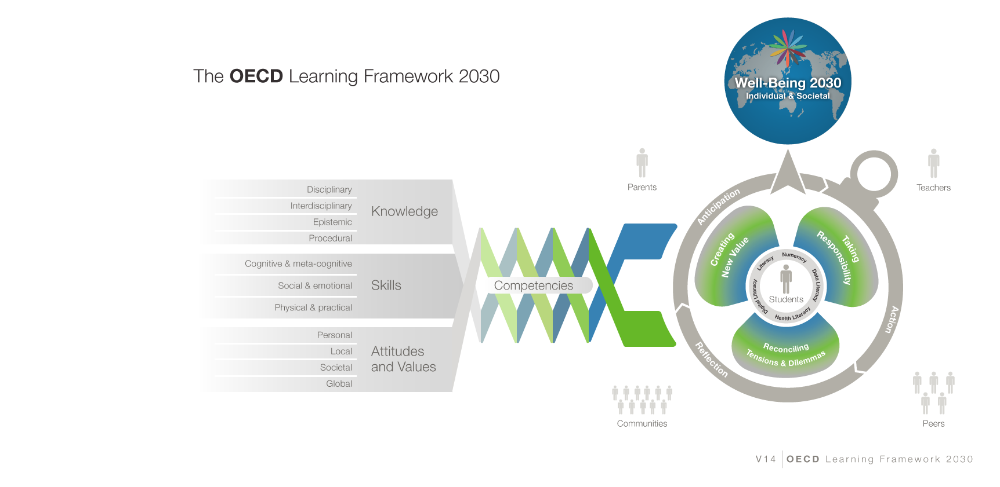 The OECD Learning Framework 2030
Well-Being 2030
Individual & Societal
Parents
Teachers
Disciplinary
Interdisciplinary
Epistemic
Procedural
Knowledge
Cognitive & meta-cognitive
Social & emotional
Physical & practical
Skills
Personal
Local
Societal
Global
Attitudes
and Values
Competencies
Anticipation
Action
Reflection
Creating
New Value
Taking
Responsibility
Reconciling
Tensions & Dilemmas
Literacy
Numeracy
Data Literacy
Health Literacy
Digital Literacy
Students
Communities
Peers
V14 OECD Learning Framework 2030